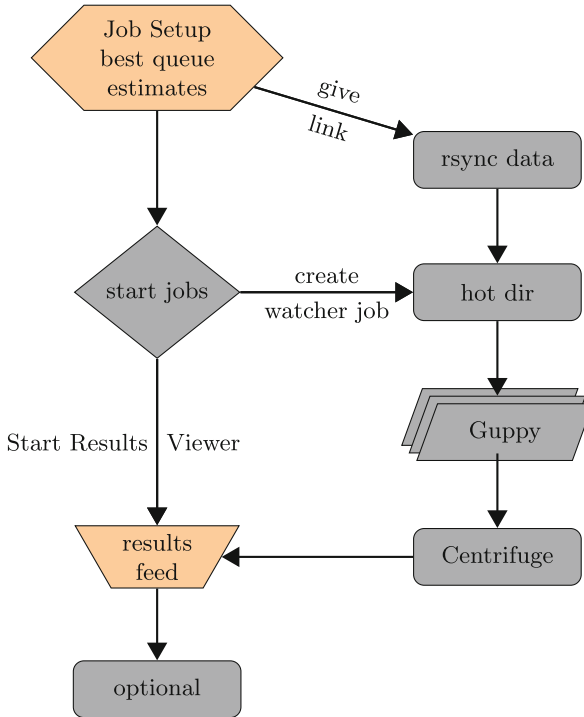 Job Setup
best queue
estimates
give
link
rsync data
start jobs
create
watcher job
hot dir
Guppy
Start Results Viewer
results
feed
Centrifuge
optional